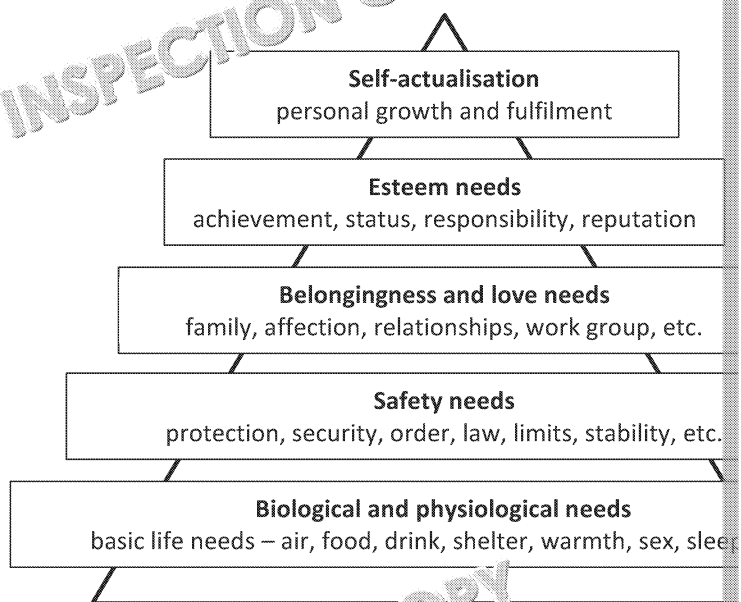 INSPECTION
Self-actualisation
personal growth and fulfilment
Esteem needs
achievement, status, responsibility, reputation
Belongingness and love needs
family, affection, relationships, work group, etc.
Safety needs
protection, security, order, law, limits, stability, etc.
Biological and physiological needs
basic life needs – air, food, drink, shelter, warmth, sex, sleep